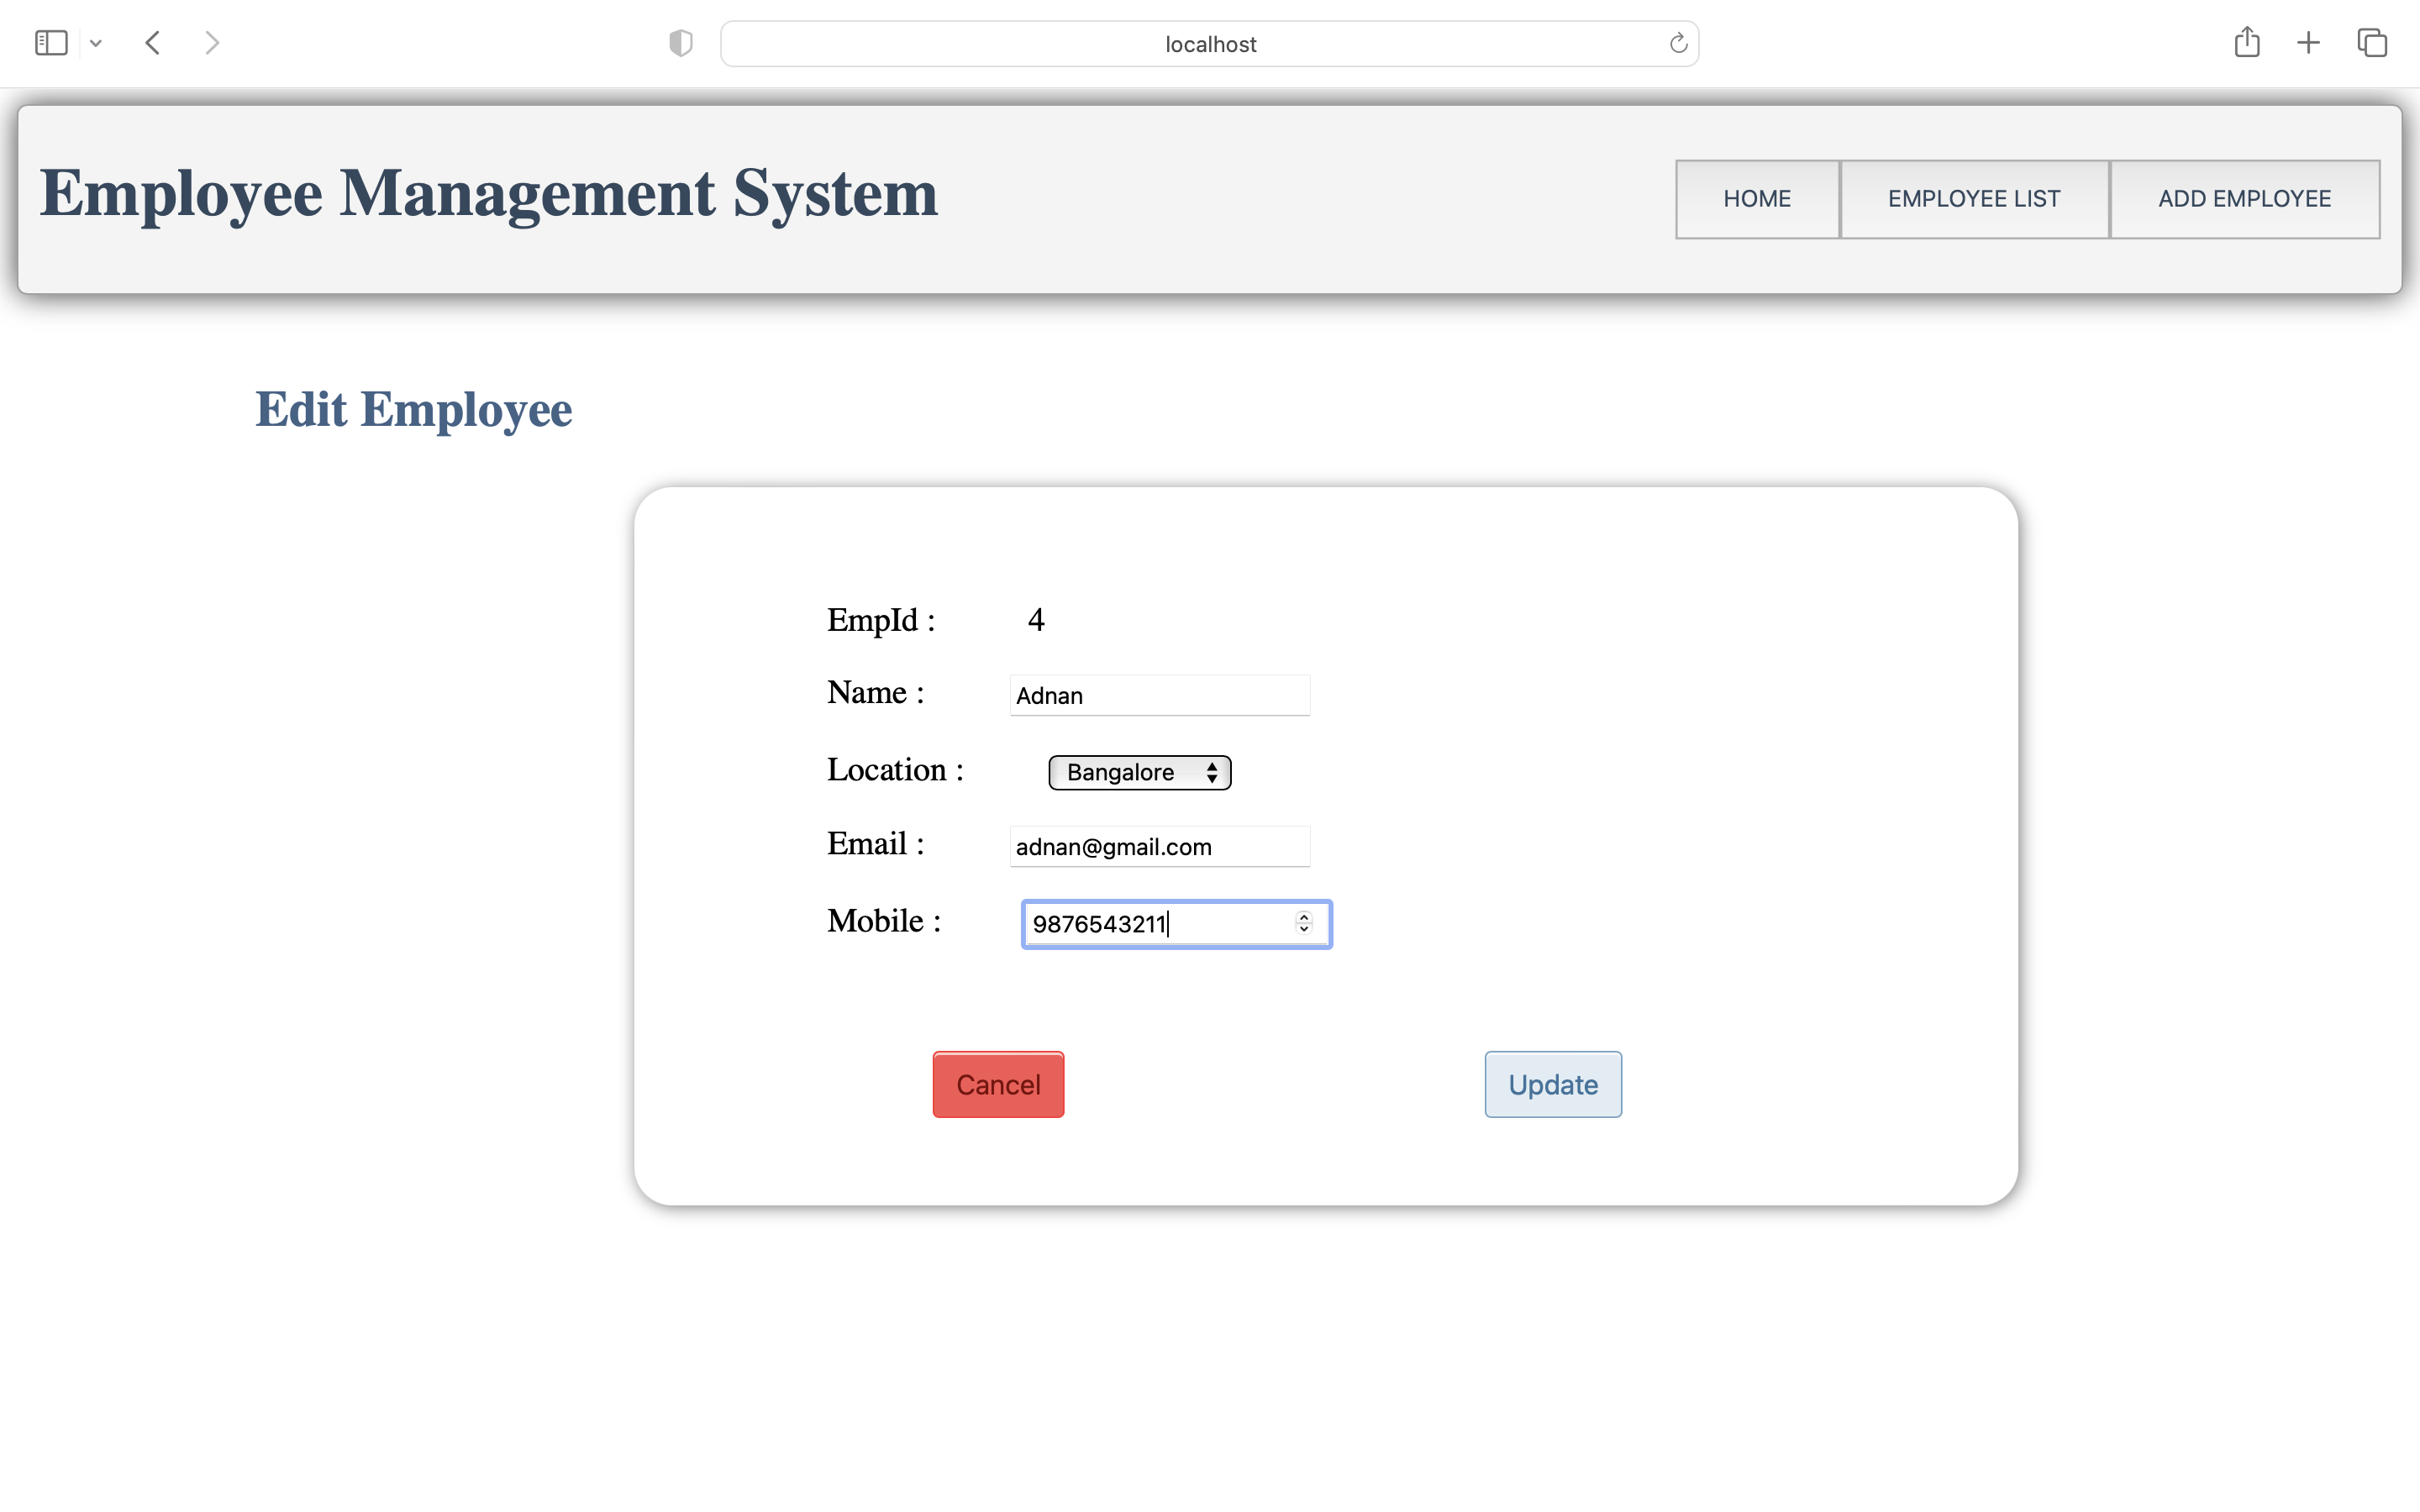 localhost
Employee Management System
HOME EMPLOYEE LIST ADD EMPLOYEE
Edit Employee
EmpId : 4
Name : Adnan
Location : Bangalore
Email : adnan@gmail.com
Mobile : 9876543211
Cancel Update